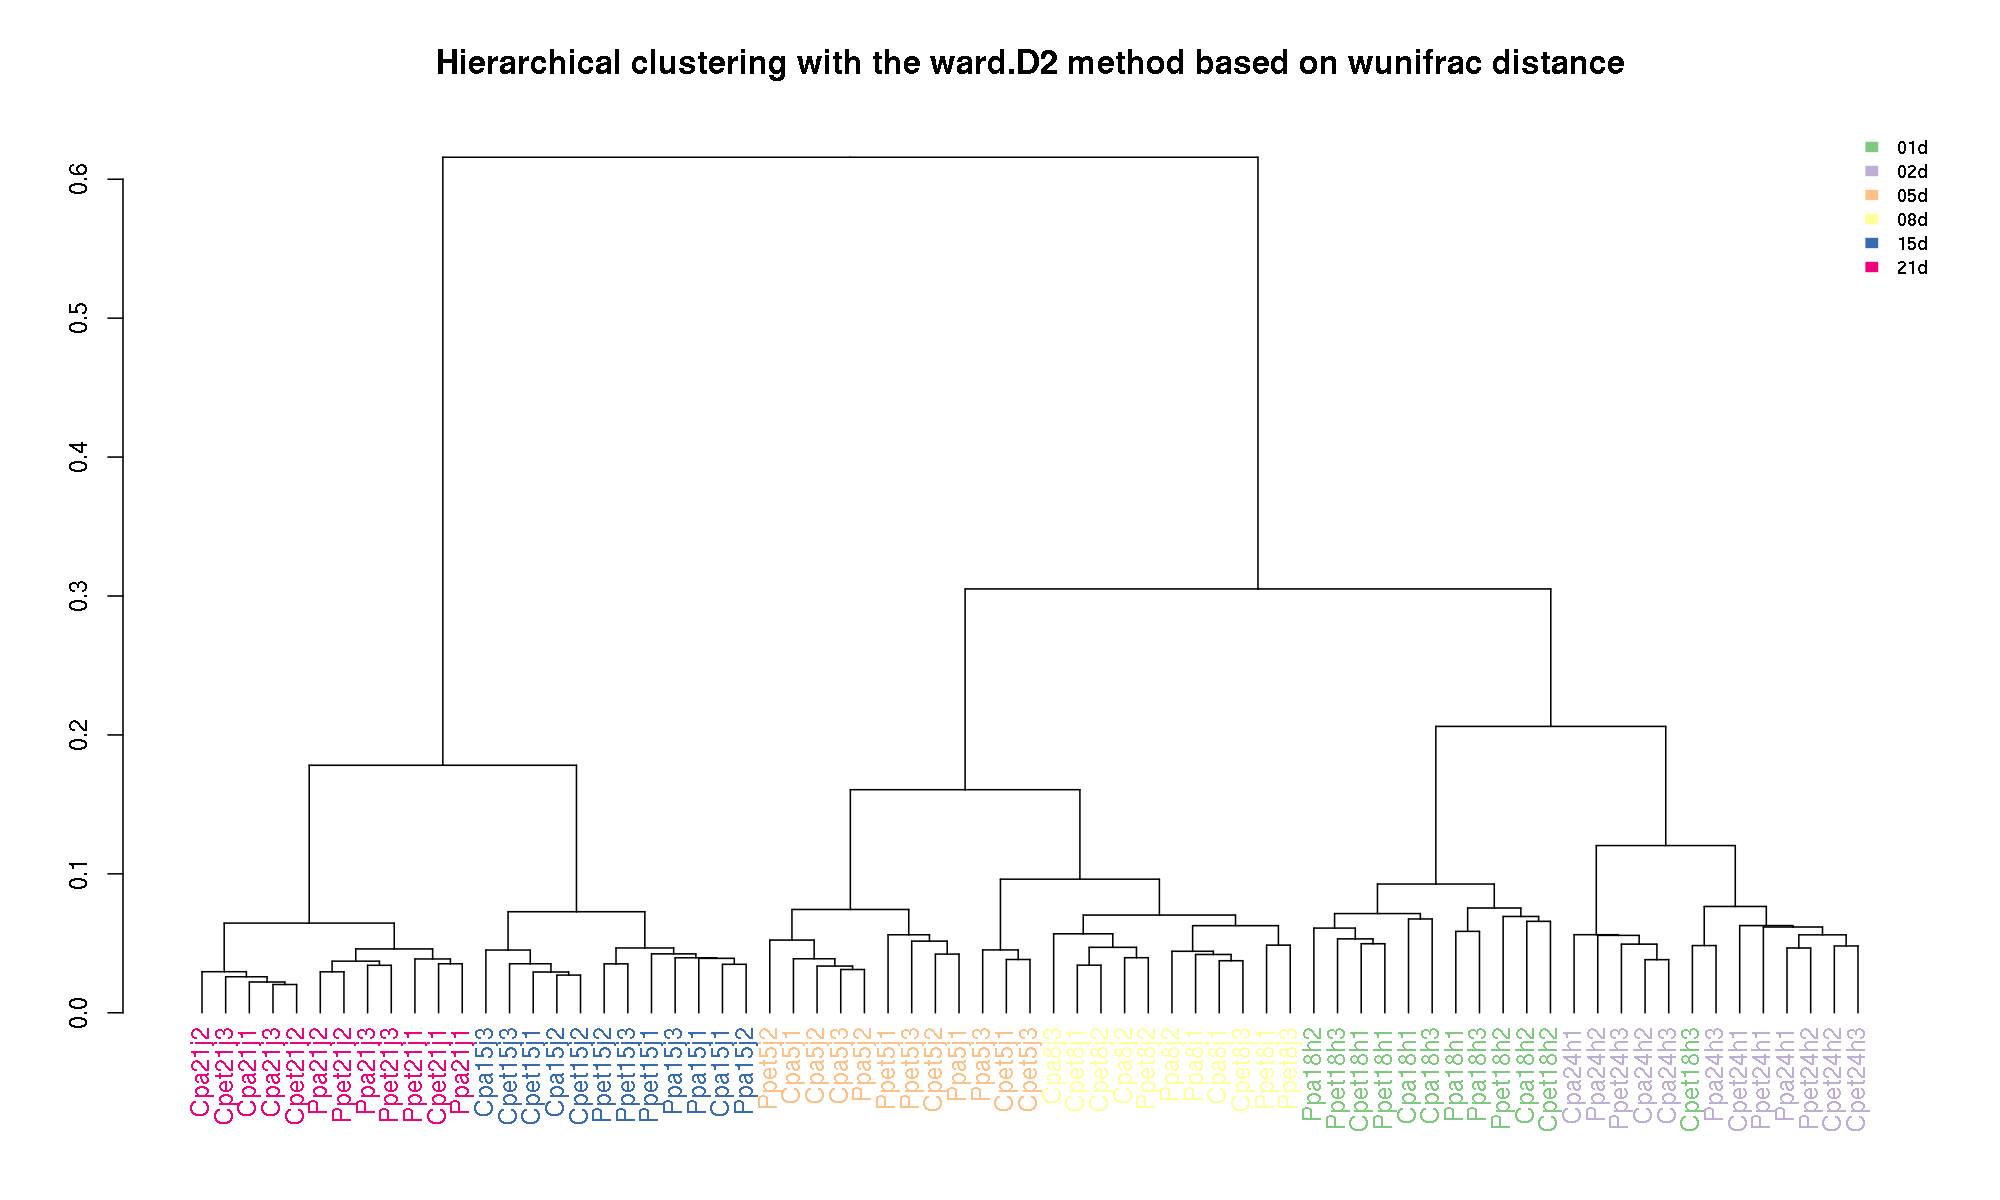 Hierarchical clustering with the ward.D2 method based on wunifrac distance
0.6
0.5
0.4
0.3
0.2
0.1
0.0
01d
02d
05d
08d
15d
21d
Cpa21j2
Cpet21j3
Cpa21j1
Cpa21j3
Cpet21j2
Ppa21j2
Ppet21j2
Ppa21j3
Ppet21j3
Ppet21j1
Cpet21j1
Ppa21j1
Cpa15j3
Cpet15j3
Cpet15j1
Cpa15j2
Cpet15j2
Ppet15j2
Ppet15j3
Ppet15j1
Ppa15j3
Ppa15j1
Cpa15j1
Ppa15j2
Ppet5j2
Cpa5j1
Cpa5j2
Cpa5j3
Ppa5j2
Ppet5j1
Ppet5j3
Cpet5j2
Ppa5j1
Ppa5j3
Cpet5j1
Cpet5j3
Cpa8j3
Cpet8j1
Cpet8j2
Cpa8j2
Ppet8j2
Ppa8j2
Ppa8j1
Cpa8j1
Cpet8j3
Ppet8j1
Ppet8j3
Ppa18h2
Ppet18h3
Cpet18h1
Ppet18h1
Cpa18h1
Cpa18h3
Ppa18h1
Ppa18h3
Ppet18h2
Cpa18h2
Cpet18h2
Cpa24h1
Ppa24h2
Ppet24h3
Cpa24h2
Cpa24h3
Cpet18h3
Ppa24h3
Cpet24h1
Ppet24h1
Ppa24h1
Ppet24h2
Cpet24h2
Cpet24h3